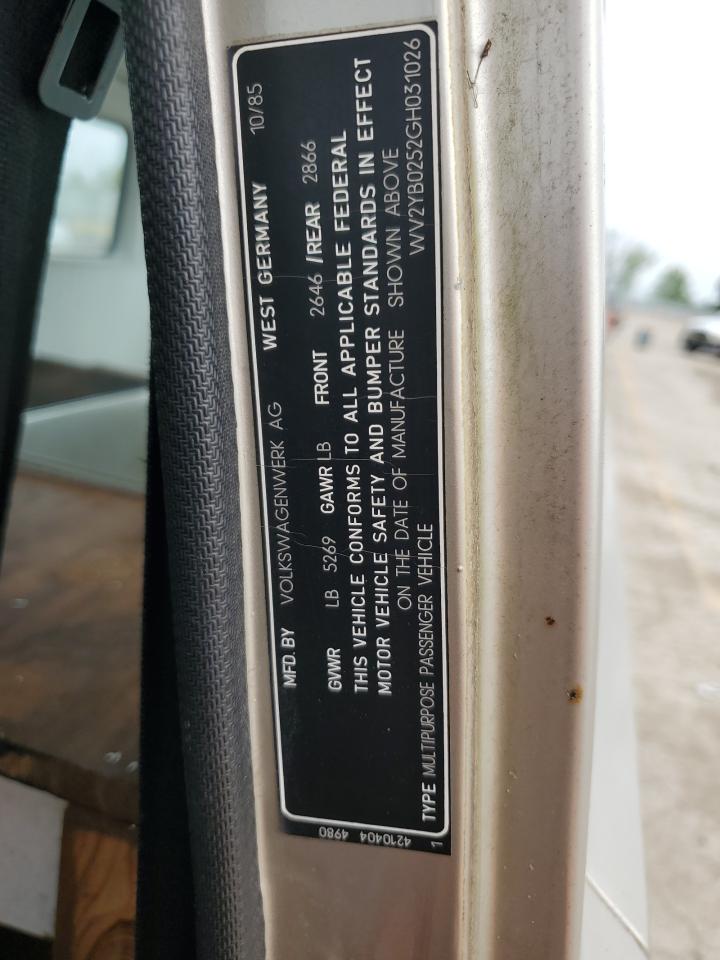 MFD. BY VOLKSWAGENWERK AG WEST GERMANY 10/85
GVWR LB 5269 GAWR LB FRONT 2646 /REAR 2866
THIS VEHICLE CONFORMS TO ALL APPLICABLE FEDERAL
MOTOR VEHICLE SAFETY AND BUMPER STANDARDS IN EFFECT
ON THE DATE OF MANUFACTURE SHOWN ABOVE
WV2YB0252GH031026
TYPE MULTIPURPOSE PASSENGER VEHICLE
4210404 4980
1